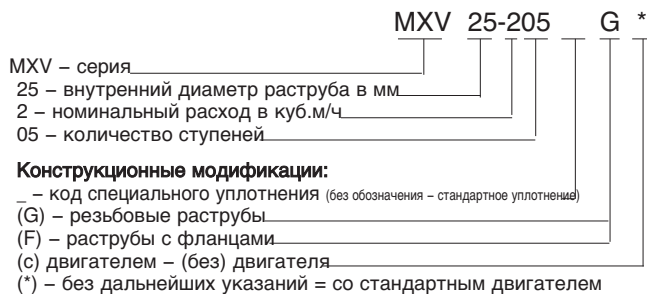 MXV 25-205 _ G *
MXV – серия
25 – внутренний диаметр раструба в мм
2 – номинальный расход в куб.м/ч
05 – количество ступеней
Конструкционные модификации:
_ – код специального уплотнения (без обозначения – стандартное уплотнение)
(G) – резьбовые раструбы
(F) – раструбы с фланцами
(с) двигателем – (без) двигателя
(*) – без дальнейших указаний = со стандартным двигателем